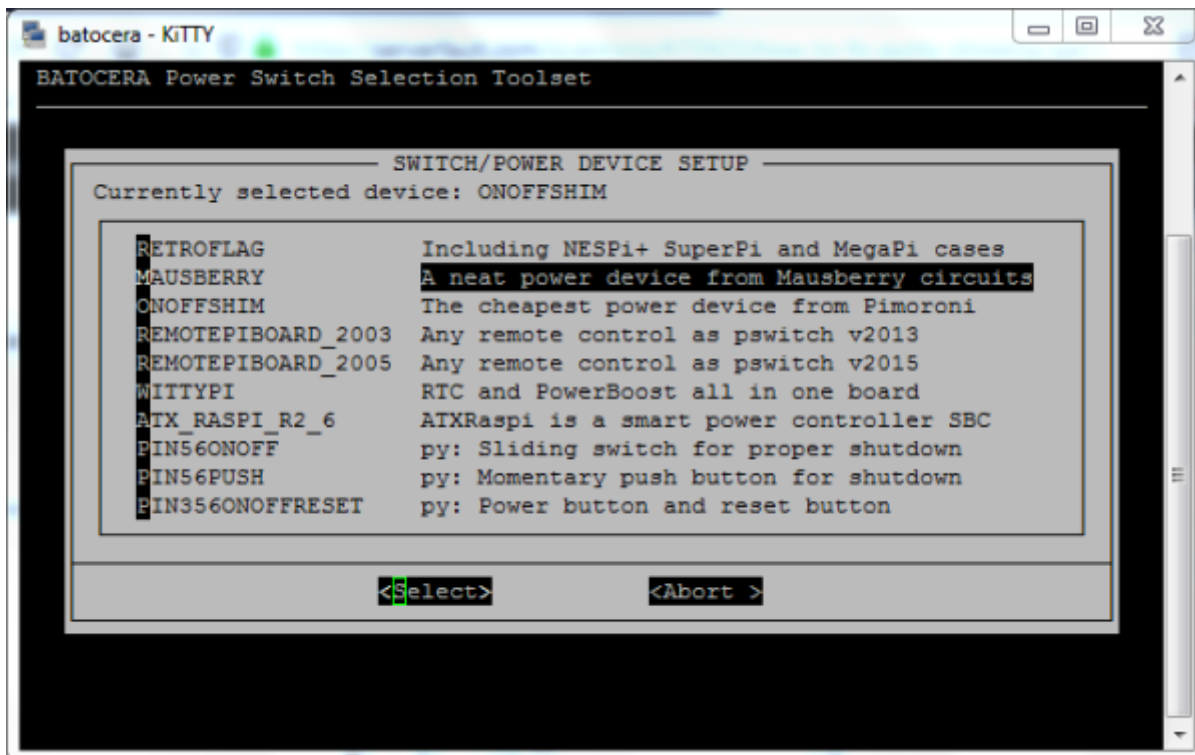 batocera - KiTTY
BATOCERA Power Switch Selection Toolset
SWITCH/POWER DEVICE SETUP
Currently selected device: ONOFFSHIM
RETROFLAG Including NESPi+ SuperPi and MegaPi cases
MAUSBERRY A neat power device from Mausberry circuits
ONOFFSHIM The cheapest power device from Pimoroni
REMOTEPIBOARD_2003 Any remote control as pswitch v2013
REMOTEPIBOARD_2005 Any remote control as pswitch v2015
WITTYPI RTC and PowerBoost all in one board
ATX_RASPI_R2_6 ATXRaspi is a smart power controller SBC
PIN56ONOFF py: Sliding switch for proper shutdown
PIN56PUSH py: Momentary push button for shutdown
PIN356ONOFFRESET py: Power button and reset button
<Select> <Abort >